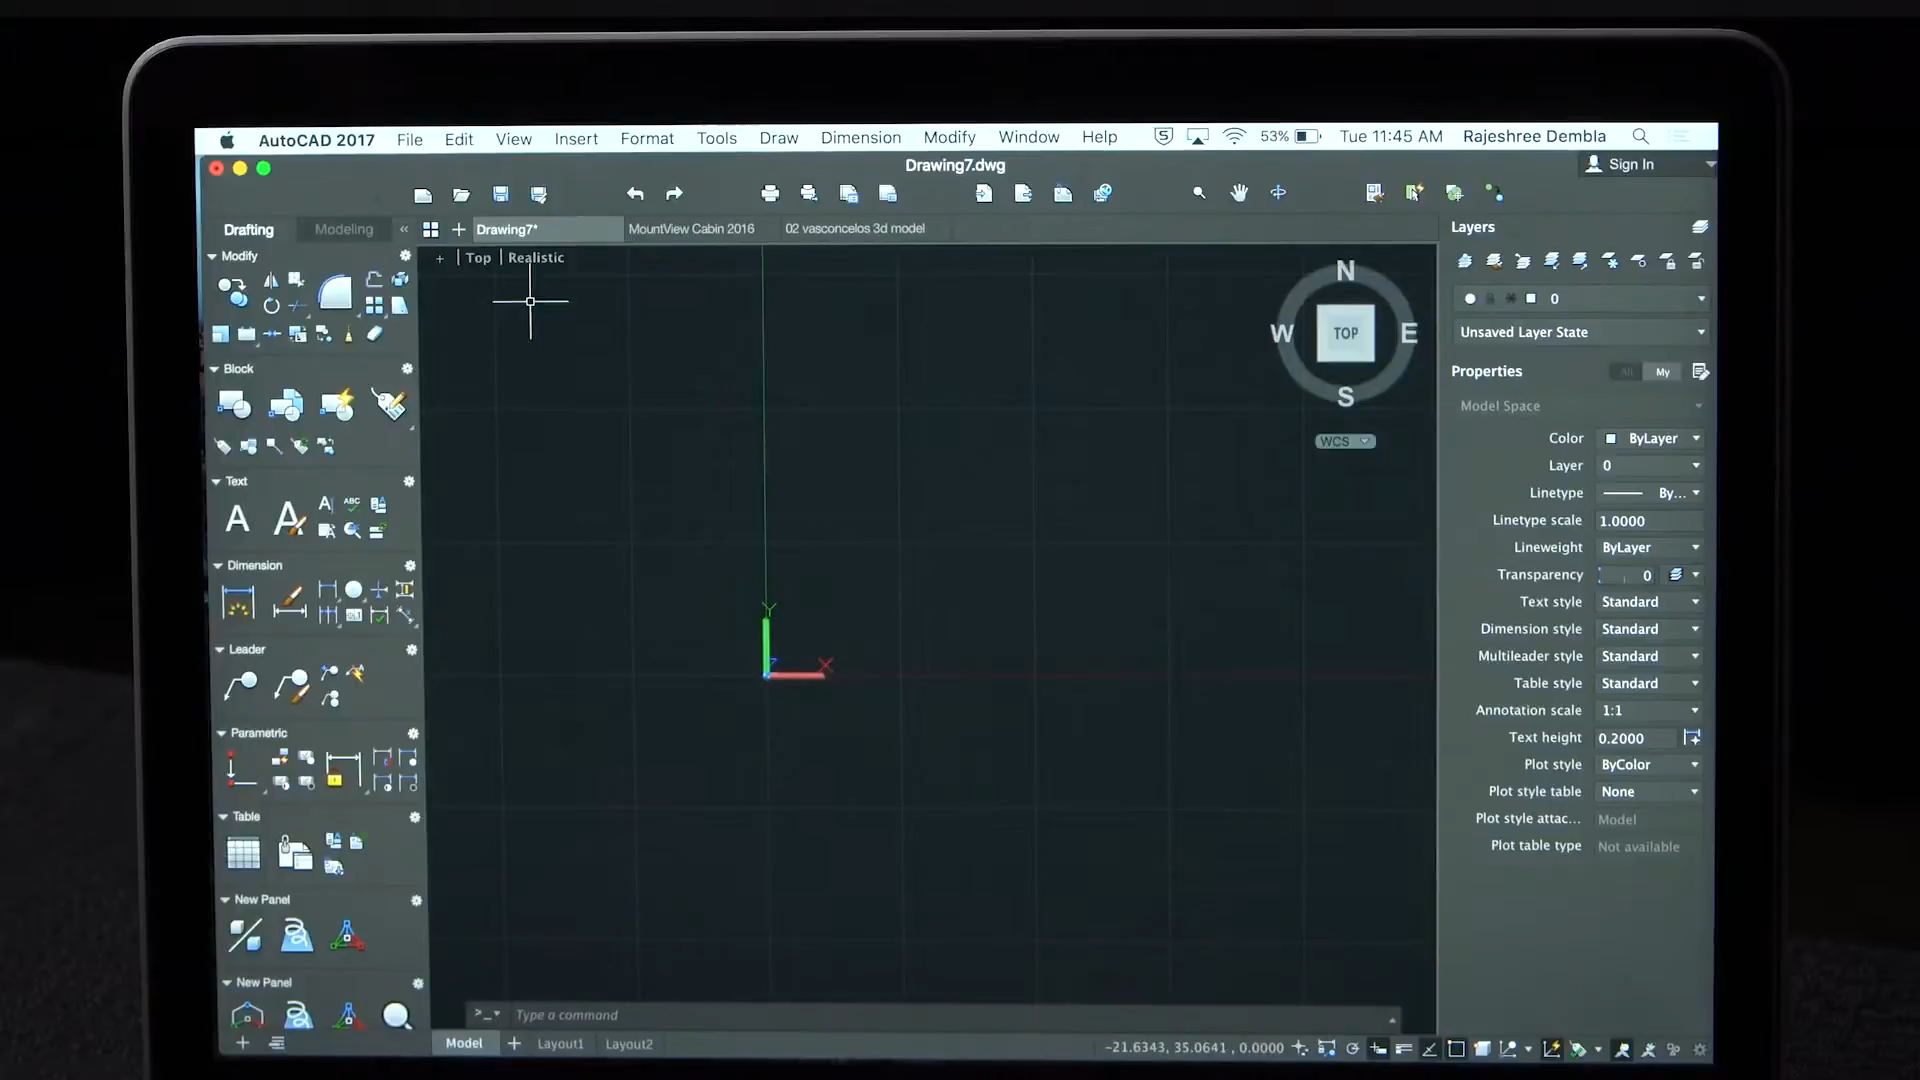 AutoCAD 2017 File Edit View Insert Format Tools Draw Dimension Modify Window Help 53% Tue 11:45 AM Rajeshree Dembla
Drawing7.dwg
Sign In
Drafting Modeling « + Drawing7* MountView Cabin 2016 02 vasconcelos 3d model
Layers
Modify
+ | Top | Realistic
N
W TOP E
S
WCS
0
Unsaved Layer State
Block
Properties All My
Model Space
Color ByLayer
Layer 0
Linetype By...
Linetype scale 1.0000
Lineweight ByLayer
Transparency 0
Text style Standard
Dimension style Standard
Multileader style Standard
Table style Standard
Annotation scale 1:1
Text height 0.2000
Plot style ByColor
Plot style table None
Plot style attac... Model
Plot table type Not available
Text
A A A ABC
Dimension
Leader
Y
X
Parametric
Table
New Panel
New Panel
>_ Type a command
Model + Layout1 Layout2
-21.6343, 35.0641 , 0.0000